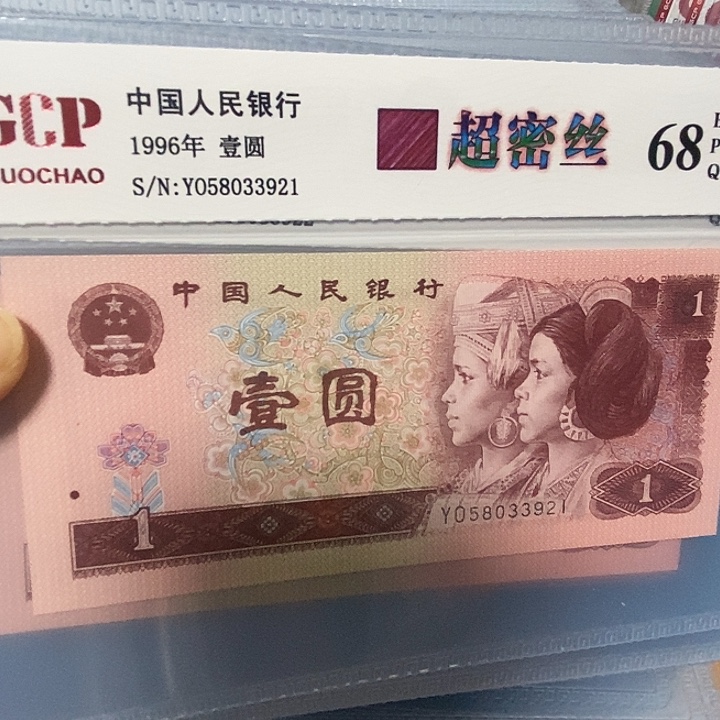 GCP
UOCHAO
中国人民银行
1996年 壹圆
S/N:Y058033921
超密丝
68
E
P
Q
中国人民银行
1
壹圆
Y058033921
1
1